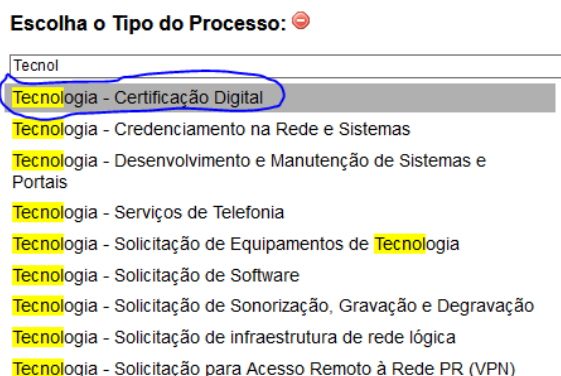 Escolha o Tipo do Processo:
Tecnol
Tecnologia - Certificação Digital
Tecnologia - Credenciamento na Rede e Sistemas
Tecnologia - Desenvolvimento e Manutenção de Sistemas e
Portais
Tecnologia - Serviços de Telefonia
Tecnologia - Solicitação de Equipamentos de Tecnologia
Tecnologia - Solicitação de Software
Tecnologia - Solicitação de Sonorização, Gravação e Degravação
Tecnologia - Solicitação de infraestrutura de rede lógica
Tecnologia - Solicitação para Acesso Remoto à Rede PR (VPN)